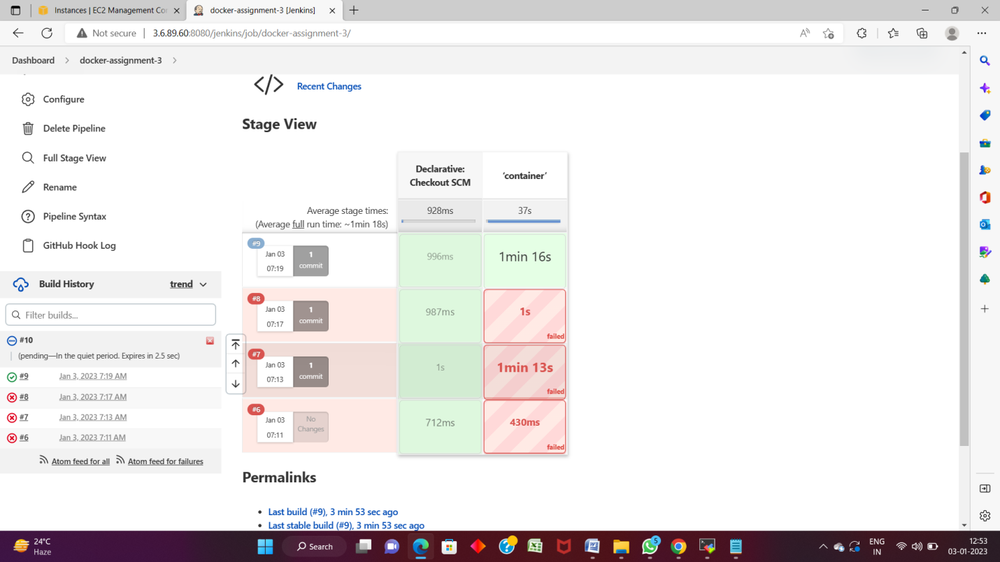 Instances | EC2 Management Co
docker-assignment-3 [Jenkins]
Not secure
3.6.89.60:8080/jenkins/job/docker-assignment-3/
Dashboard
docker-assignment-3
Configure
Delete Pipeline
Full Stage View
Rename
Pipeline Syntax
GitHub Hook Log
Build History
trend
Filter builds...
#10
(pending—In the quiet period. Expires in 2.5 sec)
#9 Jan 3, 2023 7:19 AM
#8 Jan 3, 2023 7:17 AM
#7 Jan 3, 2023 7:13 AM
#6 Jan 3, 2023 7:11 AM
Atom feed for all Atom feed for failures
</> Recent Changes
Stage View
Declarative:
Checkout SCM
‘container’
Average stage times:
(Average full run time: ~1min 18s)
928ms
37s
#9
Jan 03
07:19
1
commit
996ms
1min 16s
#8
Jan 03
07:17
1
commit
987ms
1s
failed
#7
Jan 03
07:13
1
commit
1s
1min 13s
failed
#6
Jan 03
07:11
No
Changes
712ms
430ms
failed
Permalinks
• Last build (#9), 3 min 53 sec ago
• Last stable build (#9), 3 min 53 sec ago
24°C
Haze
Search
5
ENG
IN
12:53
03-01-2023